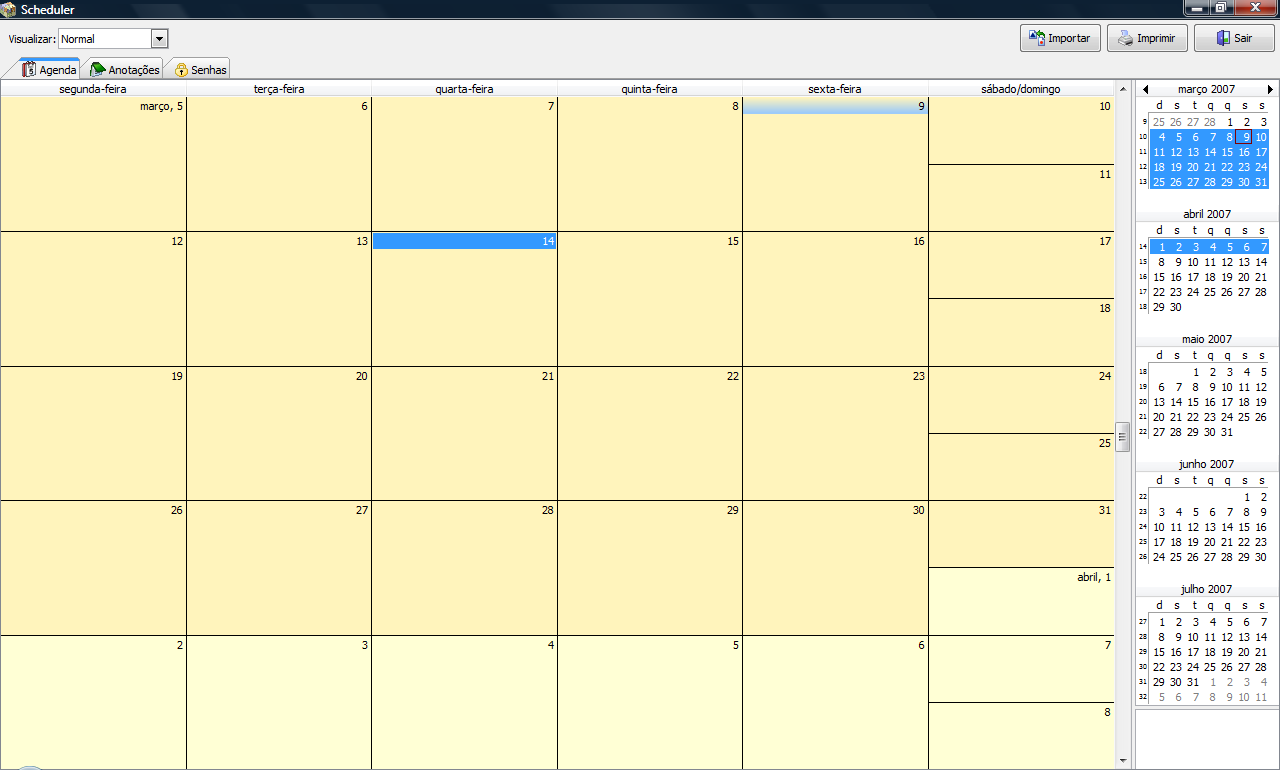 Scheduler
Visualizar: Normal
Importar Imprimir Sair
Agenda Anotações Senhas
segunda-feira terça-feira quarta-feira quinta-feira sexta-feira sábado/domingo
março, 5 6 7 8 9 10
11
12 13 14 15 16 17
18
19 20 21 22 23 24
25
26 27 28 29 30 31
abril, 1
2 3 4 5 6 7
8
março 2007
d s t q q s s
9 25 26 27 28 1 2 3
10 4 5 6 7 8 9 10
11 11 12 13 14 15 16 17
12 18 19 20 21 22 23 24
13 25 26 27 28 29 30 31
abril 2007
d s t q q s s
14 1 2 3 4 5 6 7
15 8 9 10 11 12 13 14
16 15 16 17 18 19 20 21
17 22 23 24 25 26 27 28
18 29 30
maio 2007
d s t q q s s
18 1 2 3 4 5
19 6 7 8 9 10 11 12
20 13 14 15 16 17 18 19
21 20 21 22 23 24 25 26
22 27 28 29 30 31
junho 2007
d s t q q s s
22 1 2
23 3 4 5 6 7 8 9
24 10 11 12 13 14 15 16
25 17 18 19 20 21 22 23
26 24 25 26 27 28 29 30
julho 2007
d s t q q s s
27 1 2 3 4 5 6 7
28 8 9 10 11 12 13 14
29 15 16 17 18 19 20 21
30 22 23 24 25 26 27 28
31 29 30 31 1 2 3 4
32 5 6 7 8 9 10 11